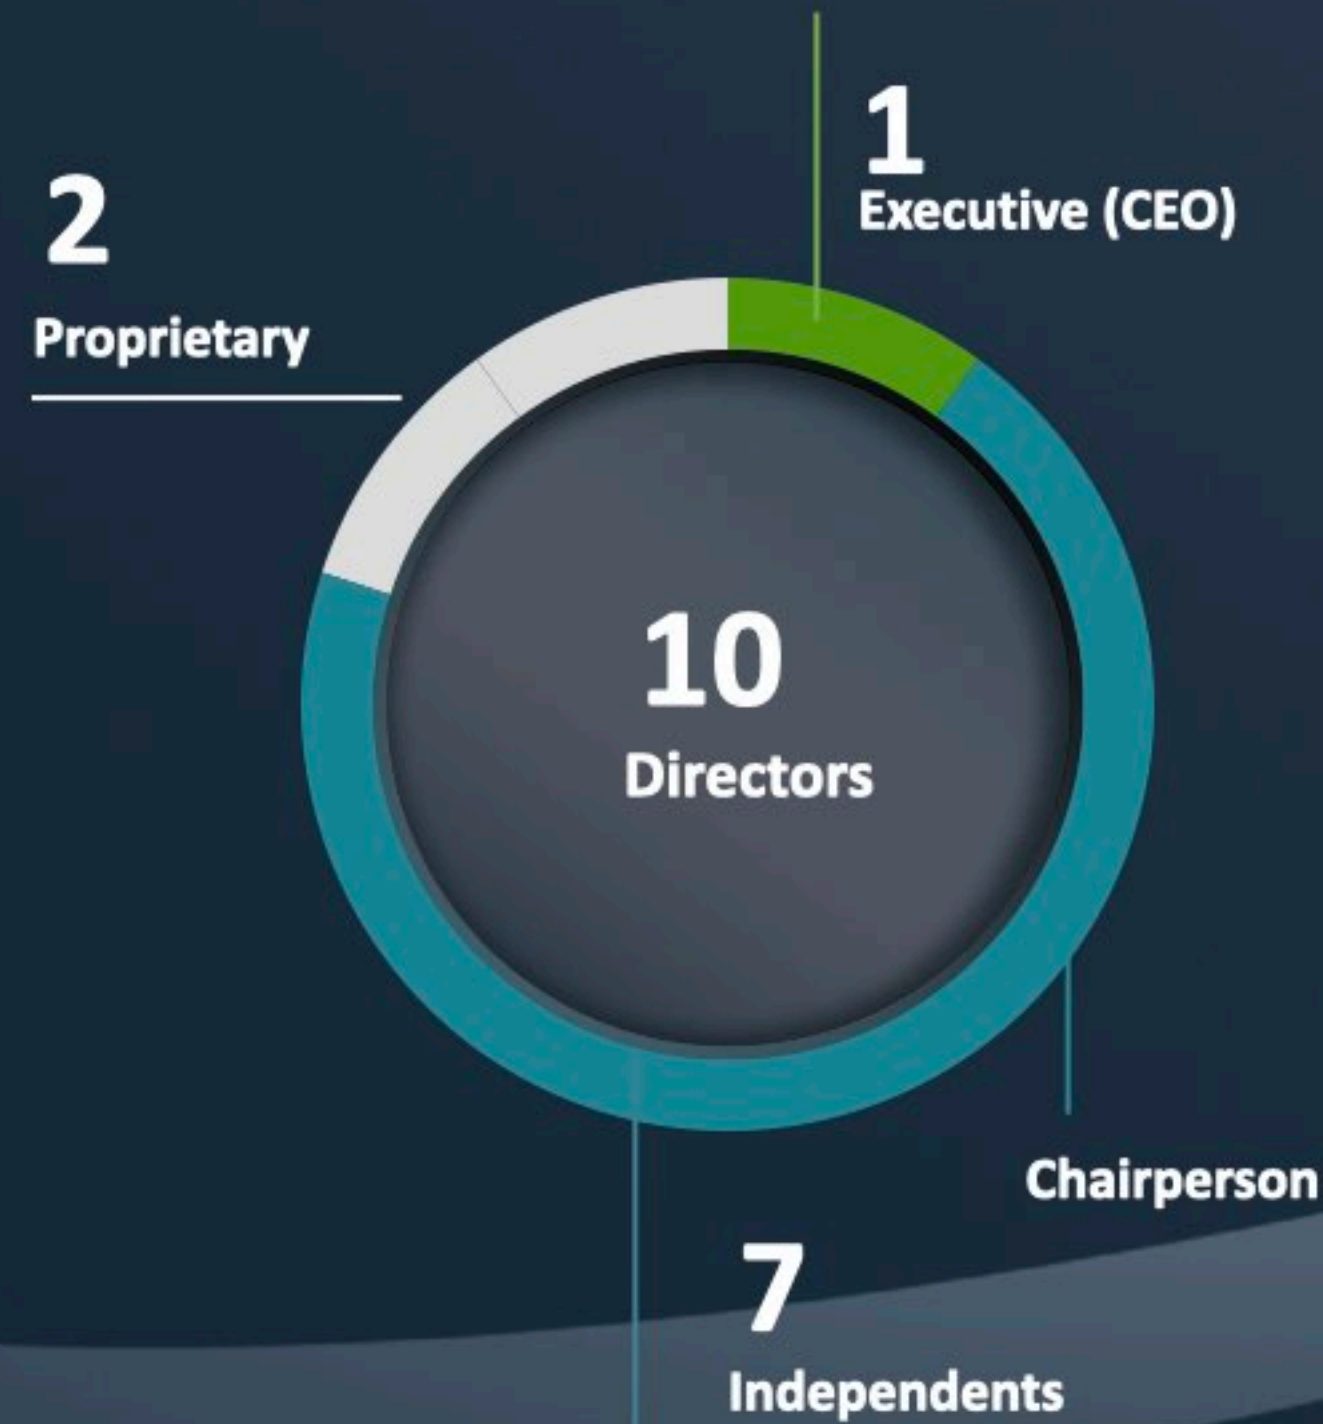 1
Executive (CEO)
2
Proprietary
10
Directors
Chairperson
7
Independents